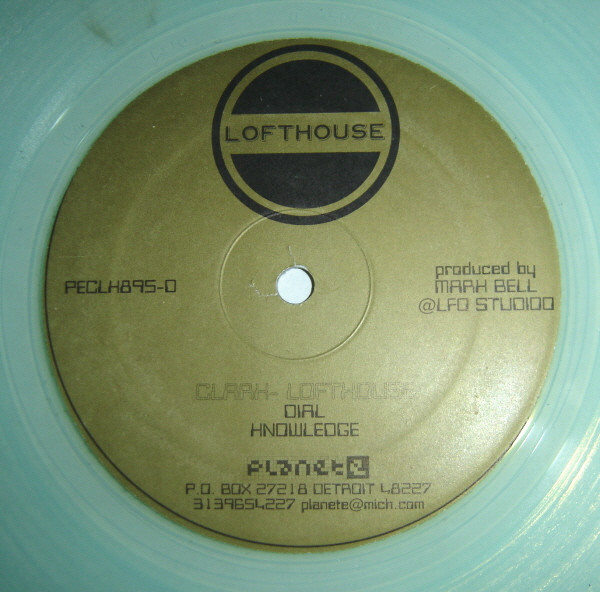 LOFTHOUSE
PECLH895-D
produced by
MARK BELL
@LFO STUDIOO
CLARK- LOFTHOUSE
DIAL
KNOWLEDGE
planet e
P.O. BOX 27218 DETROIT 48227
3139654227 planete@mich.com